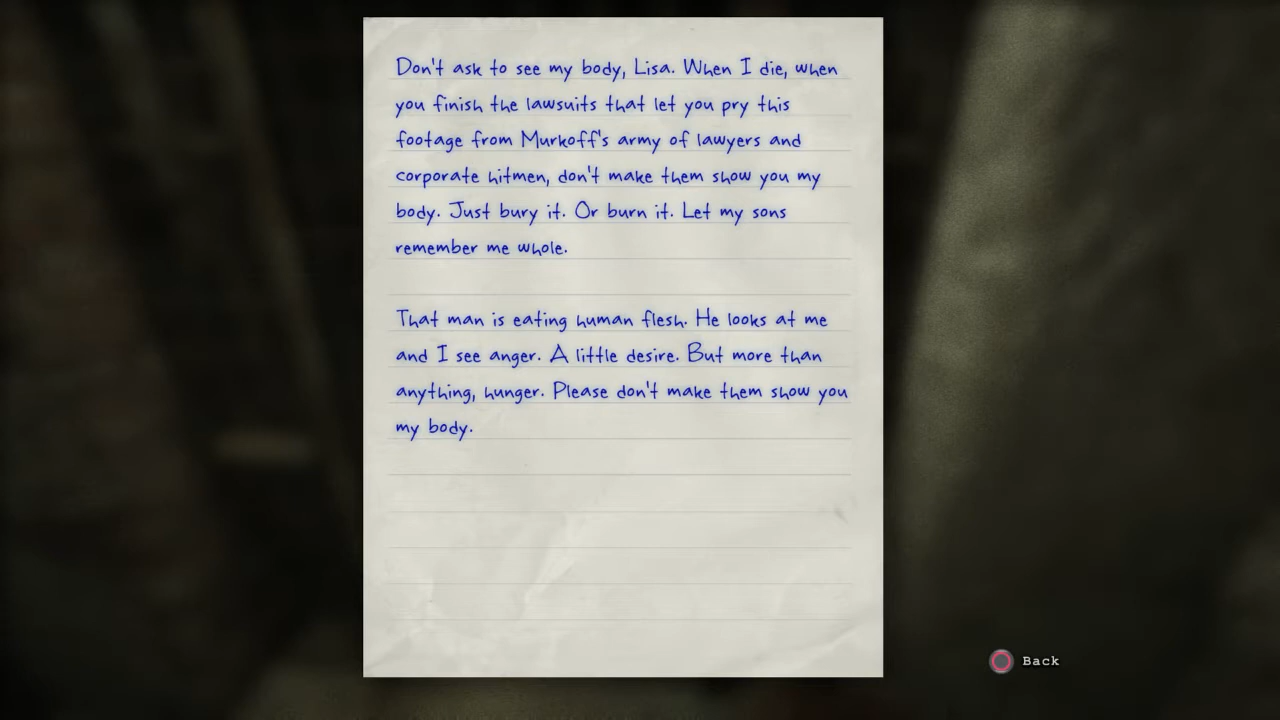 Don't ask to see my body, Lisa. When I die, when
you finish the lawsuits that let you pry this
footage from Murkoff's army of lawyers and
corporate hitmen, don't make them show you my
body. Just bury it. Or burn it. Let my sons
remember me whole.
That man is eating human flesh. He looks at me
and I see anger. A little desire. But more than
anything, hunger. Please don't make them show you
my body.
Back